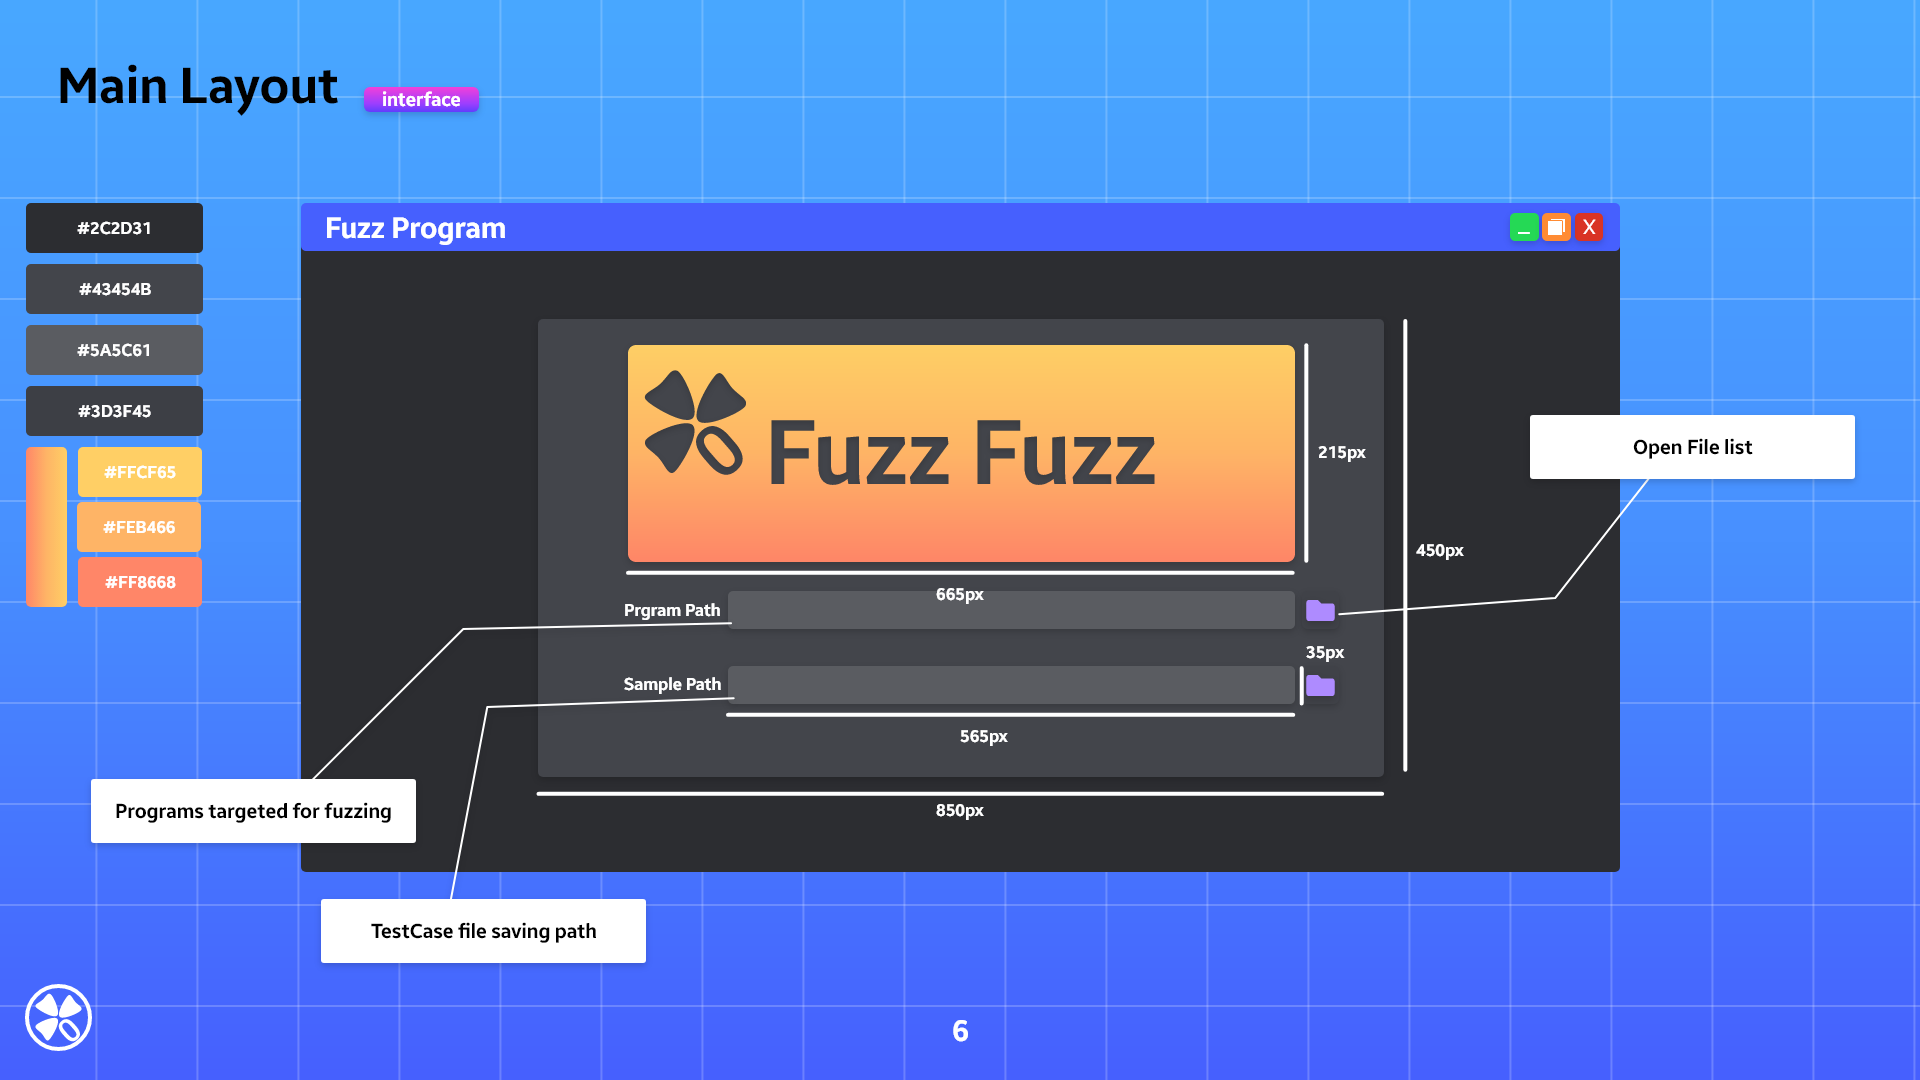 Main Layout
interface
#2C2D31
#43454B
#5A5C61
#3D3F45
#FFCF65
#FEB466
#FF8668
Fuzz Program
X
Fuzz Fuzz
215px
665px
Prgram Path
35px
Sample Path
565px
450px
850px
Open File list
Programs targeted for fuzzing
TestCase file saving path
6